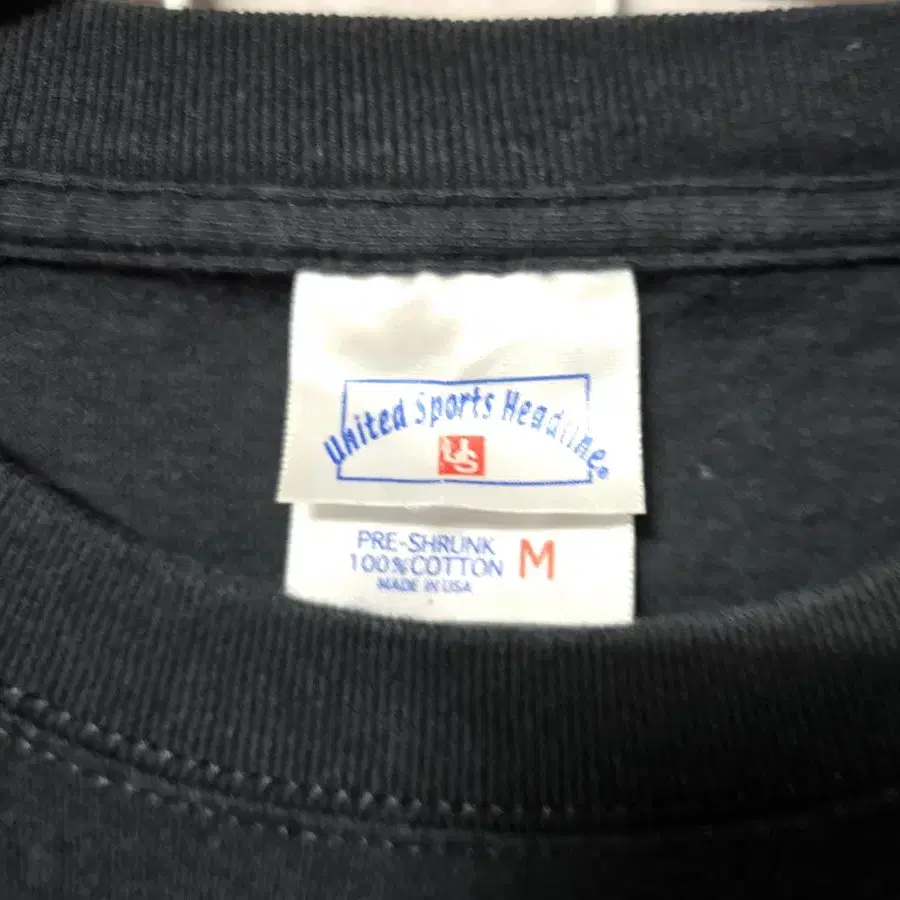 United Sports Headline®
US
PRE-SHRUNK
100%COTTON
M
MADE IN USA